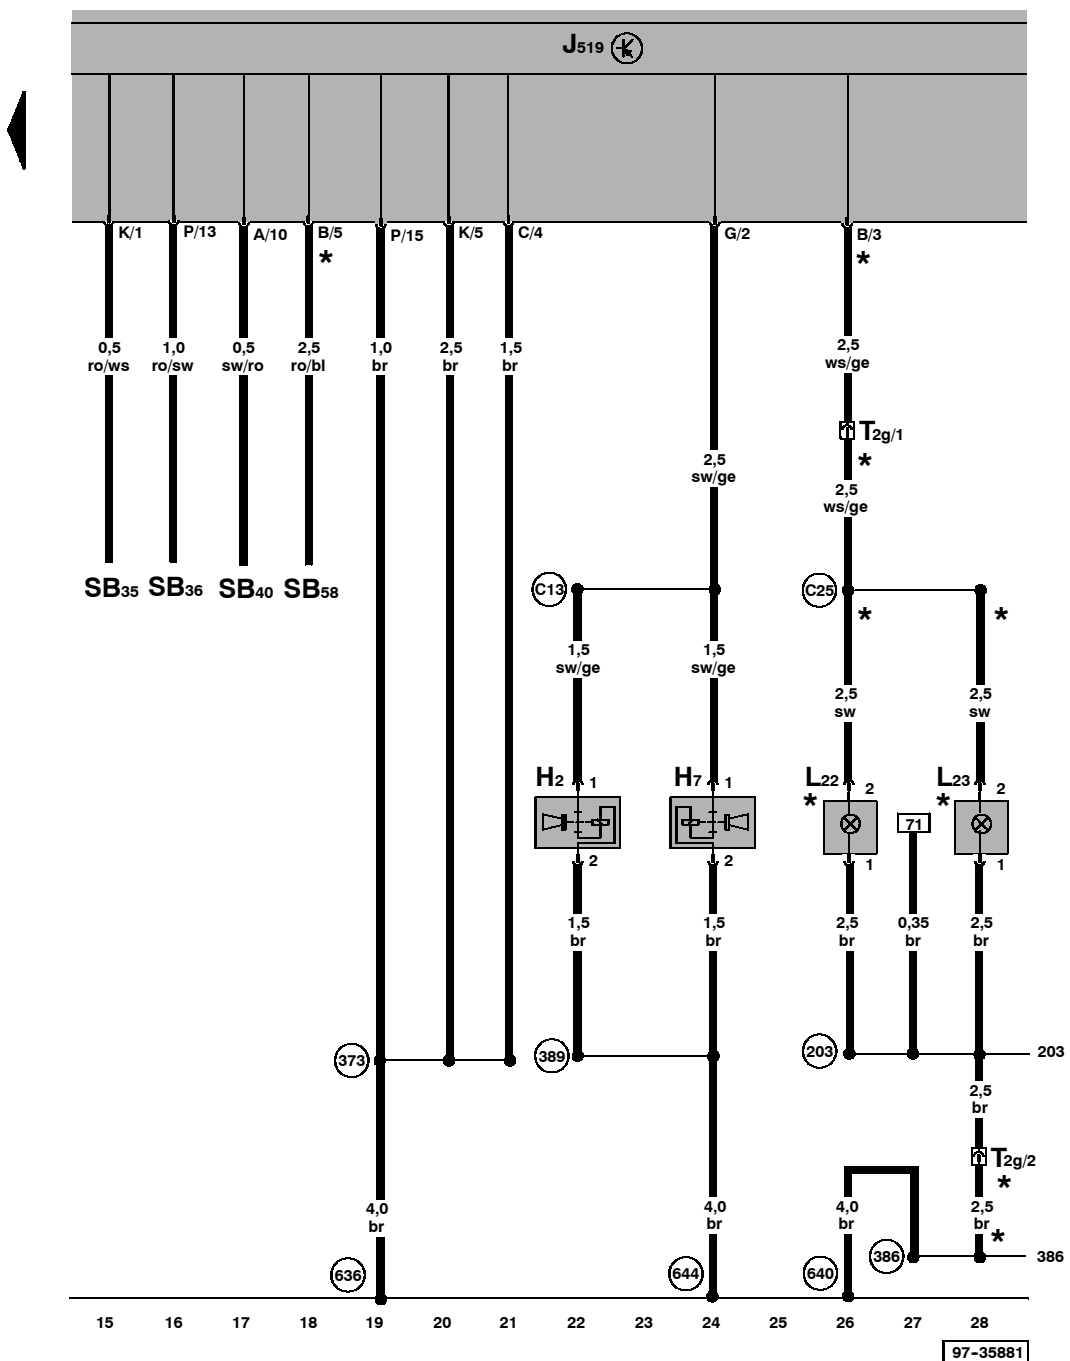 J519
K/1 P/13 A/10 B/5 P/15 K/5 C/4 G/2 B/3
* *
0,5 1,0 0,5 2,5 1,0 2,5 1,5 2,5
ro/ws ro/sw sw/ro ro/bl br br br ws/ge
T2g/1
*
2,5
sw/ge
2,5
ws/ge
SB35 SB36 SB40 SB58 C13 C25
* *
1,5 1,5
sw/ge sw/ge
2,5 2,5
sw sw
H2 1 H7 1 L22 2 L23 2
* *
71
2 2 1 1
1,5 1,5 2,5 0,35 2,5
br br br br br
373 389 203 203
2,5
br
T2g/2
*
4,0 4,0 4,0 2,5
br br br br *
386 386
636 644 640
15 16 17 18 19 20 21 22 23 24 25 26 27 28
97-35881